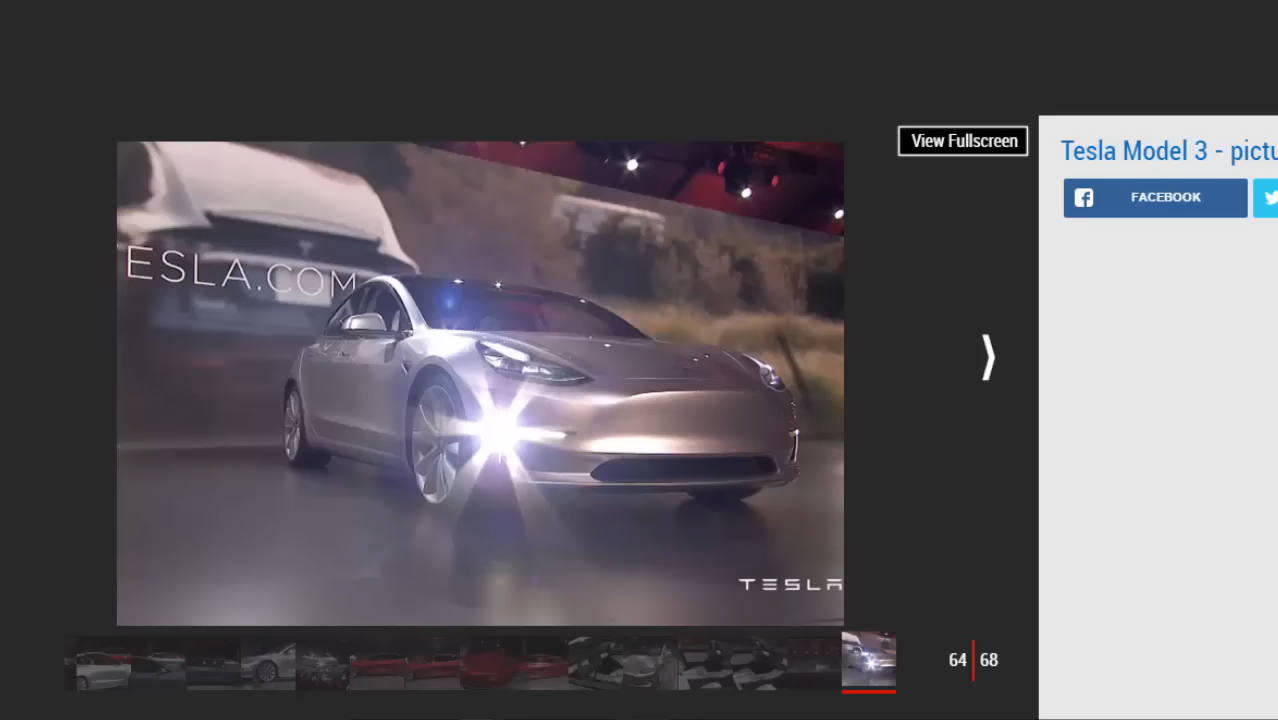 View Fullscreen
Tesla Model 3 - pictu
FACEBOOK
ESLA.COM
TESLA
64 68